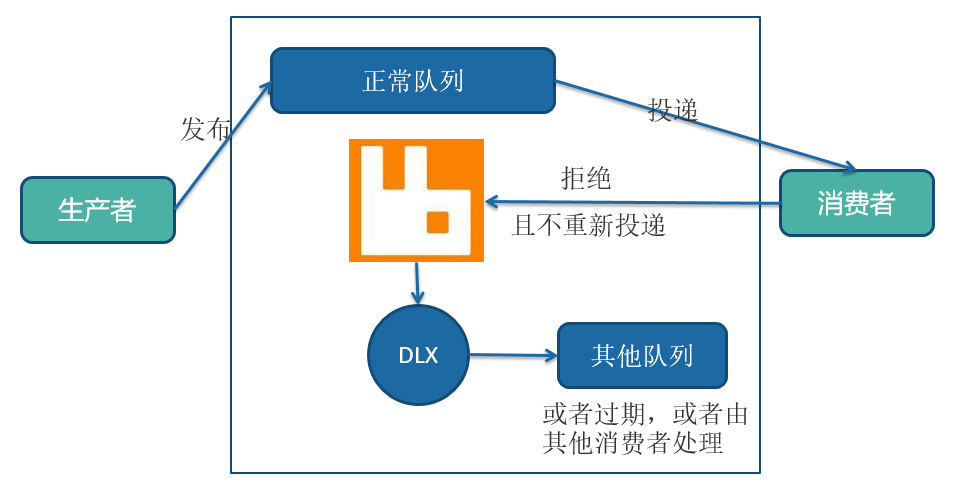 正常队列
发布
投递
生产者
拒绝
消费者
且不重新投递
DLX
其他队列
或者过期，或者由
其他消费者处理